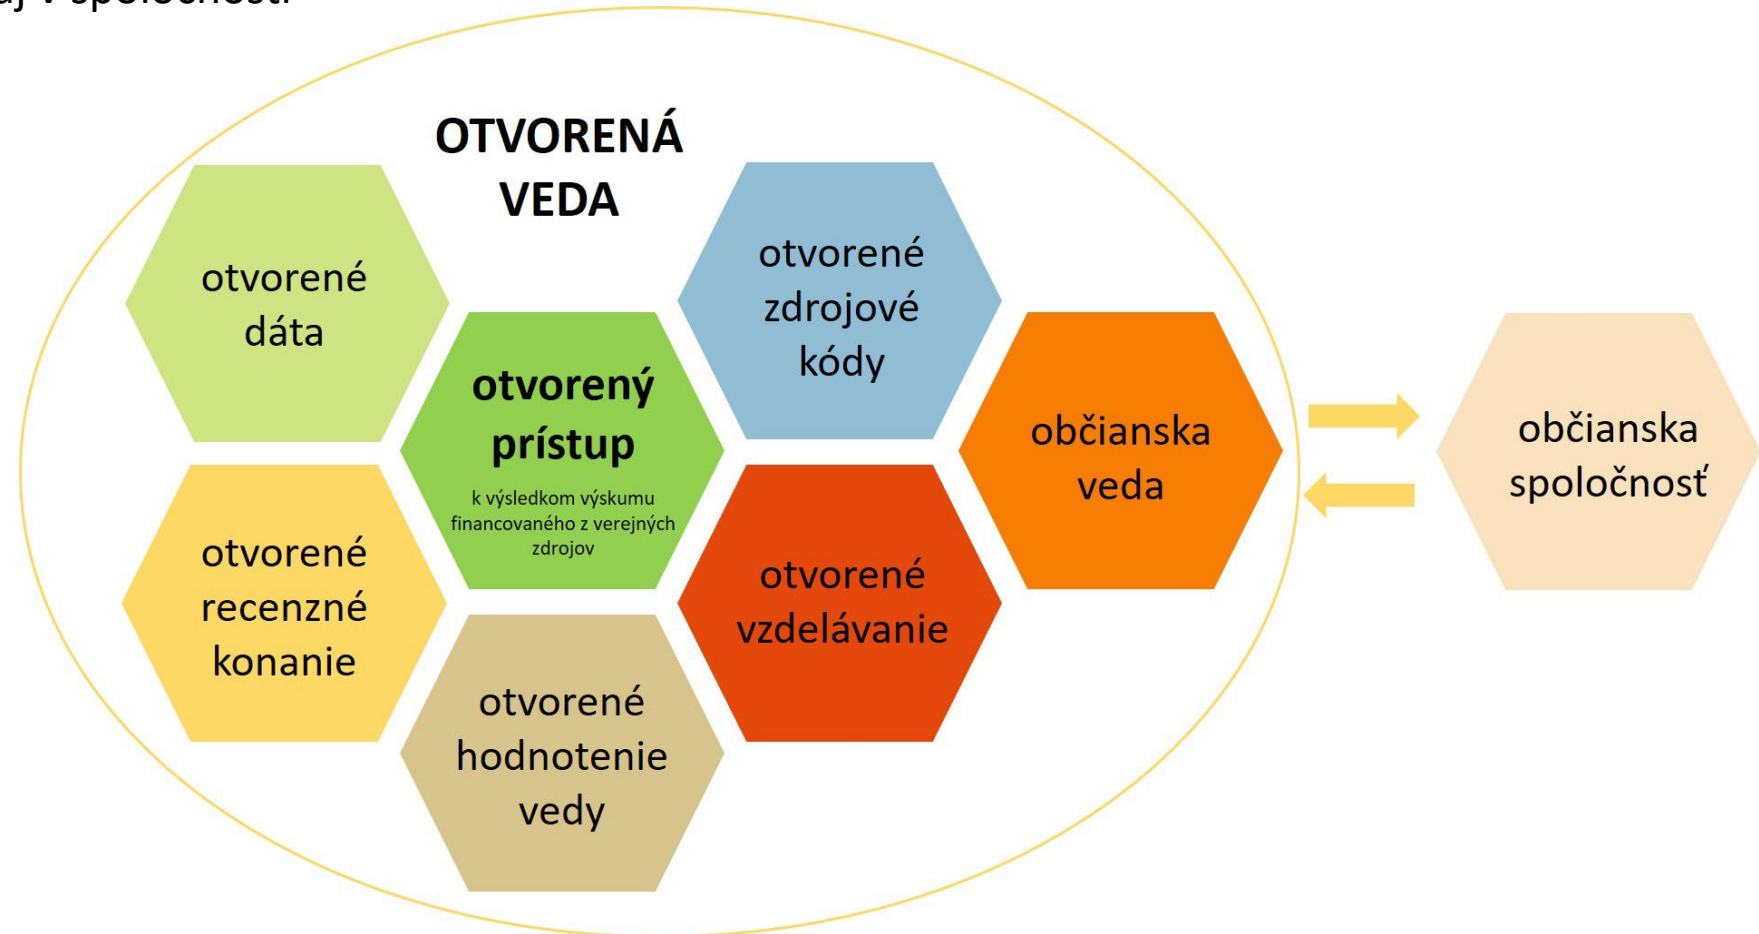 v spoločnosti
OTVORENÁ
VEDA
otvorené
dáta
otvorené
zdrojové
kódy
otvorený
prístup
k výsledkom výskumu
financovaného z verejných
zdrojov
občianska
veda
občianska
spoločnosť
otvorené
recenzné
konanie
otvorené
vzdelávanie
otvorené
hodnotenie
vedy